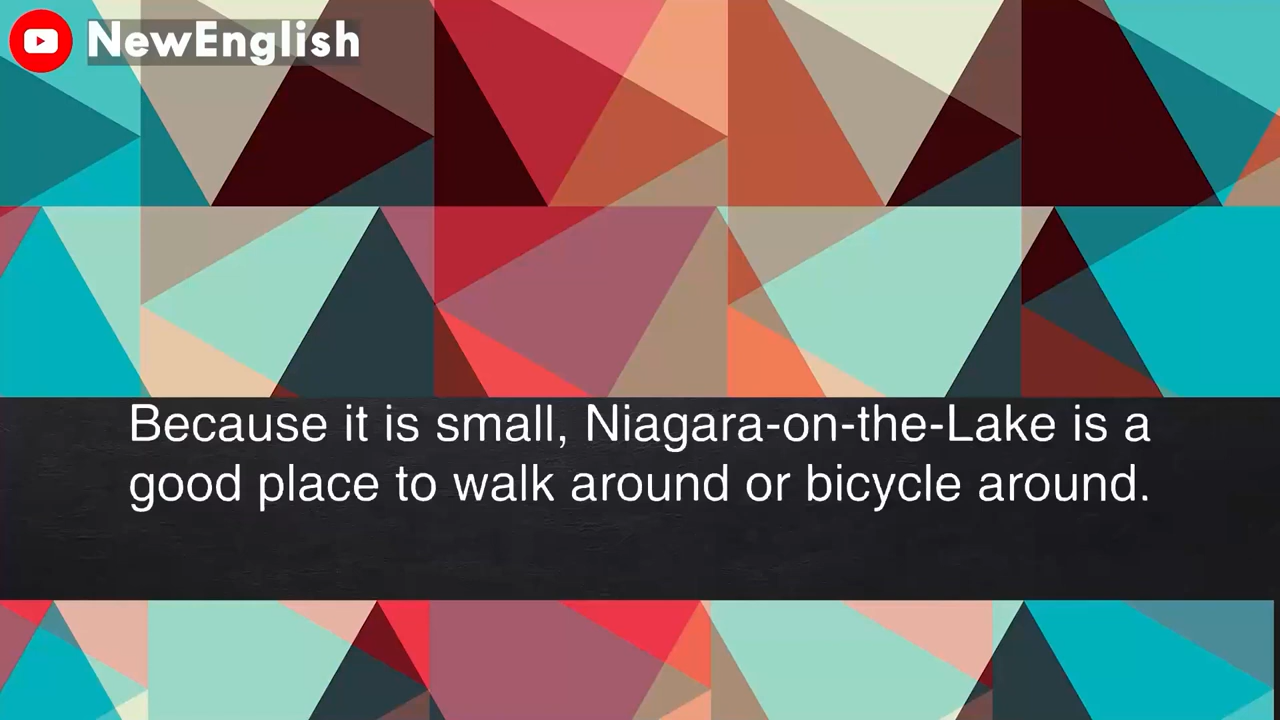 NewEnglish
Because it is small, Niagara-on-the-Lake is a
good place to walk around or bicycle around.